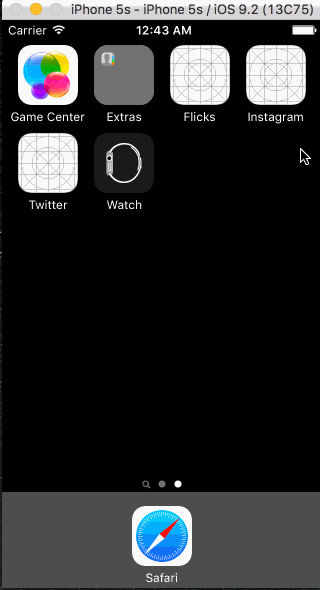 iPhone 5s - iPhone 5s / iOS 9.2 (13C75)
Carrier 12:43 AM
Game Center Extras Flicks Instagram
Twitter Watch
Safari